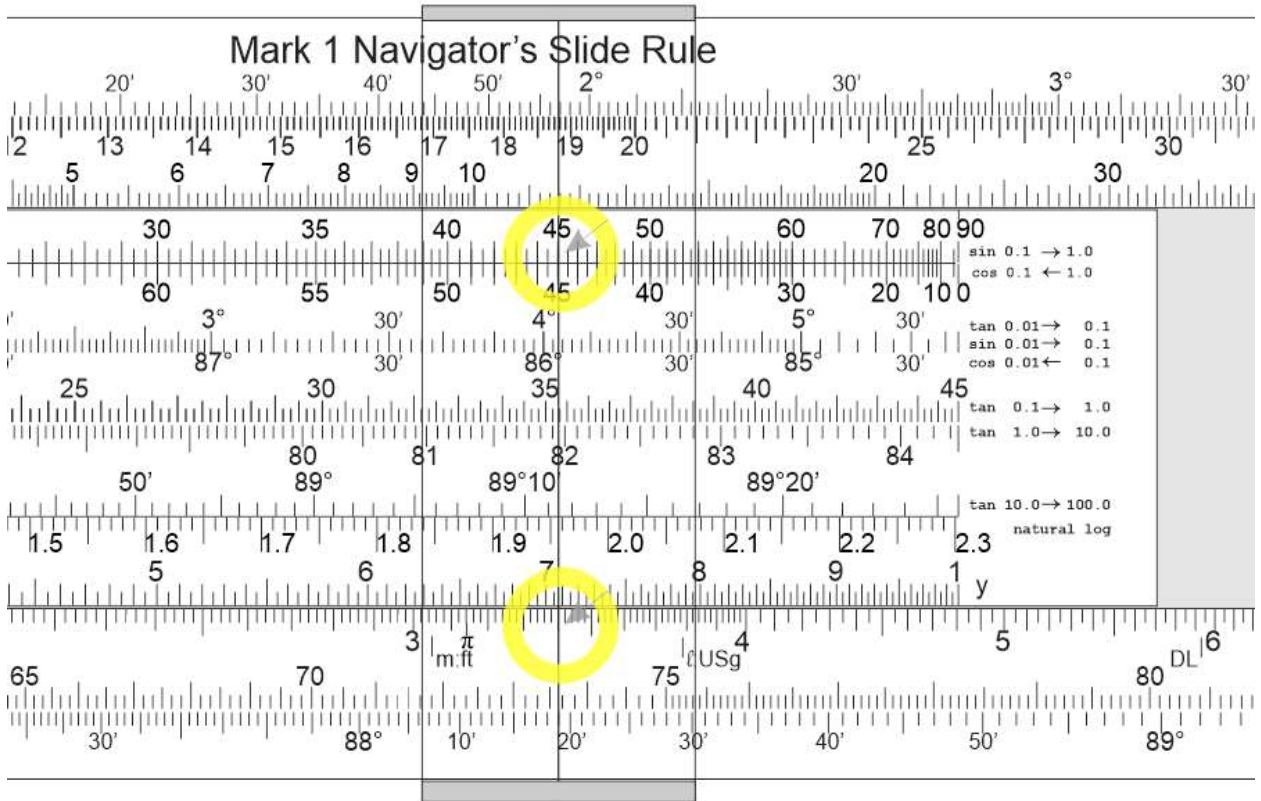 Mark 1 Navigator's Slide Rule
20' 30' 40' 50' 2° 30' 3° 30'
2 13 14 15 16 17 18 19 20 25 30
5 6 7 8 9 10 20 30
30 35 40 45 50 60 70 80 90
sin 0.1 → 1.0
cos 0.1 ← 1.0
60 55 50 45 40 30 20 10 0
3° 30' 4° 30' 5° 30'
tan 0.01→ 0.1
sin 0.01→ 0.1
cos 0.01← 0.1
87° 30' 86° 30' 85° 30'
25 30 35 40 45
tan 0.1→ 1.0
tan 1.0→ 10.0
80 81 82 83 84
50' 89° 89°10' 89°20'
tan 10.0→100.0
natural log
1.5 1.6 1.7 1.8 1.9 2.0 2.1 2.2 2.3
5 6 7 8 9 1 y
3 π 4 5 6
m:ft USg DL
65 70 75 80
30' 88° 10' 20' 30' 40' 50' 89°